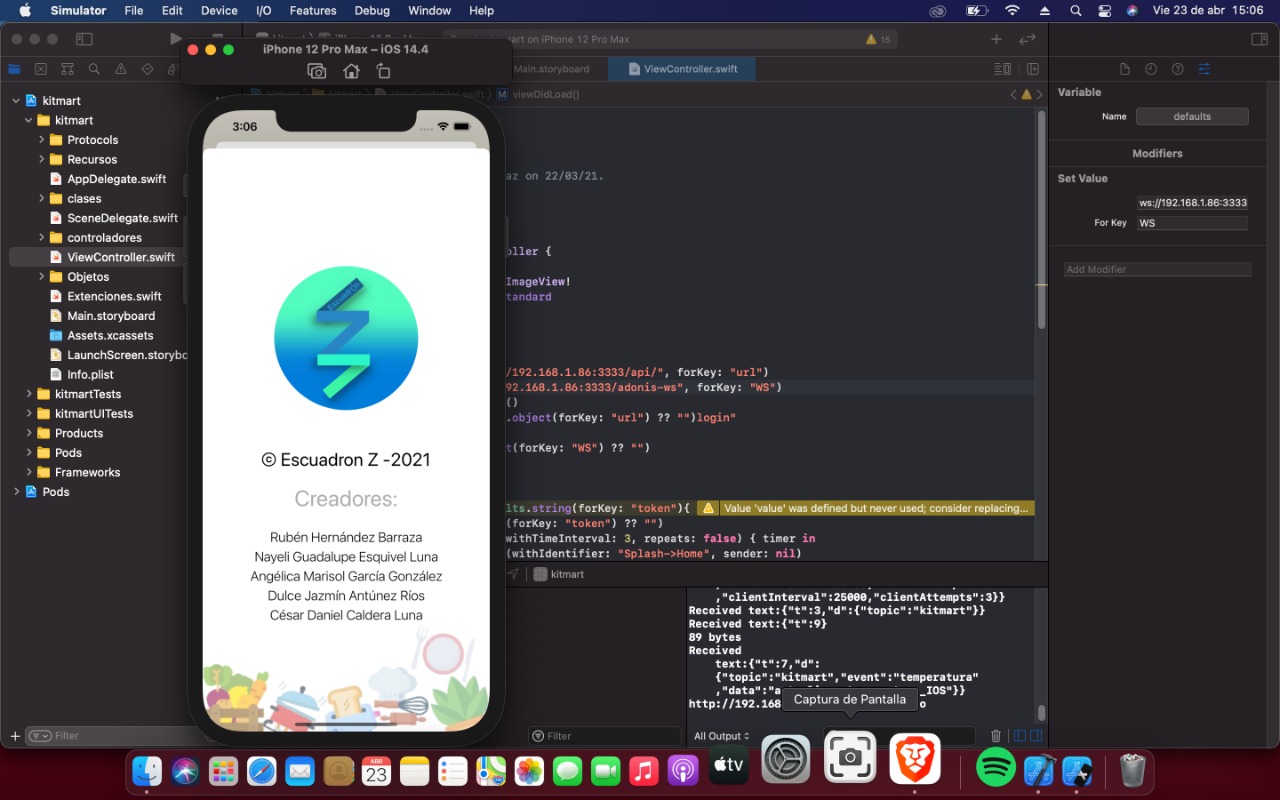 Simulator File Edit Device I/O Features Debug Window Help Vie 23 de abr 15:06
iPhone 12 Pro Max – iOS 14.4
on iPhone 12 Pro Max
15
Main.storyboard
ViewController.swift
M viewDidLoad()
kitmart
kitmart
Protocols
Recursos
AppDelegate.swift
clases
SceneDelegate.swift
controladores
ViewController.swift
Objetos
Extenciones.swift
Main.storyboard
Assets.xcassets
LaunchScreen.storybo
Info.plist
kitmartTests
kitmartUITests
Products
Pods
Frameworks
Pods
Filter
3:06
© Escuadron Z -2021
Creadores:
Rubén Hernández Barraza
Nayeli Guadalupe Esquivel Luna
Angélica Marisol García González
Dulce Jazmín Antúnez Ríos
César Daniel Caldera Luna
az on 22/03/21.
oller {
ImageView!
tandard
/192.168.1.86:3333/api/", forKey: "url")
92.168.1.86:3333/adonis-ws", forKey: "WS")
()
.object(forKey: "url") ?? "")login"
t(forKey: "WS") ?? "")
lts.string(forKey: "token"){
Value 'value' was defined but never used; consider replacing...
(forKey: "token") ?? "")
withTimeInterval: 3, repeats: false) { timer in
(withIdentifier: "Splash->Home", sender: nil)
kitmart
,"clientInterval":25000,"clientAttempts":3}}
Received text:{"t":3,"d":{"topic":"kitmart"}}
Received text:{"t":9}
89 bytes
Received
text:{"t":7,"d":
{"topic":"kitmart","event":"temperatura"
,"data":"a
_IOS"}}
http://192.168
o
Captura de Pantalla
Filter
All Output
Variable
Name defaults
Modifiers
Set Value
ws://192.168.1.86:3333
For Key WS
Add Modifier
ABR
23
tv